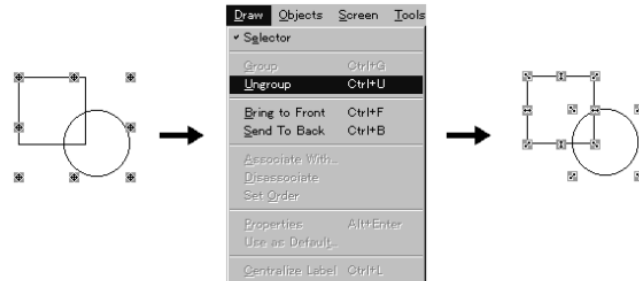 Draw Objects Screen Tools
✓ Selector
Group Ctrl+G
Ungroup Ctrl+U
Bring to Front Ctrl+F
Send To Back Ctrl+B
Associate With...
Disassociate
Set Order
Properties Alt+Enter
Use as Default...
Centralize Label Ctrl+L